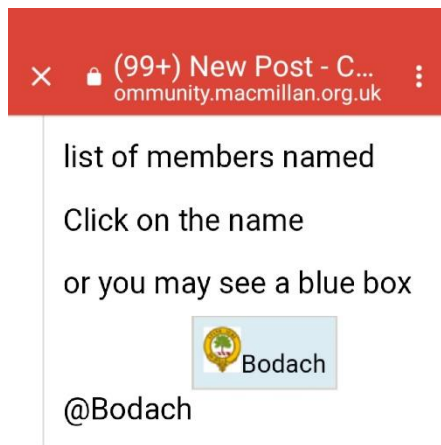 (99+) New Post - C...
ommunity.macmillan.org.uk
list of members named
Click on the name
or you may see a blue box
Bodach
@Bodach